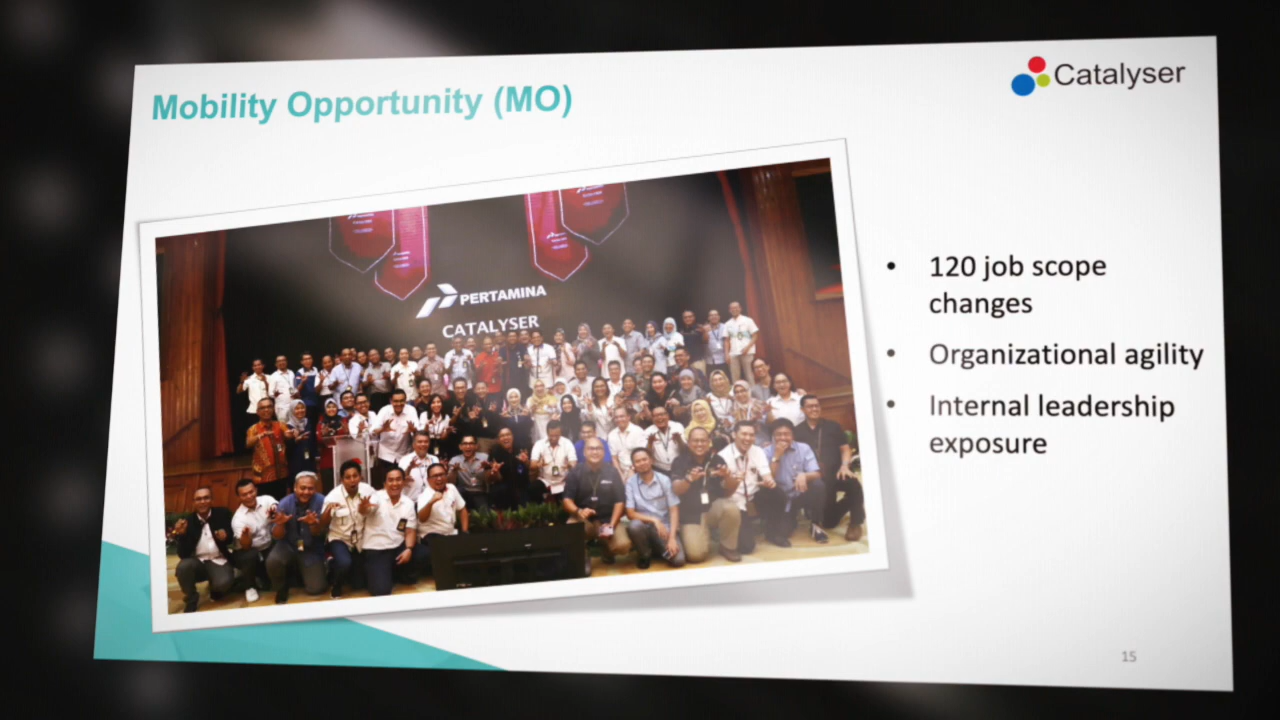 Mobility Opportunity (MO)
Catalyser
PERTAMINA
CATALYSER
• 120 job scope
changes
• Organizational agility
• Internal leadership
exposure
15